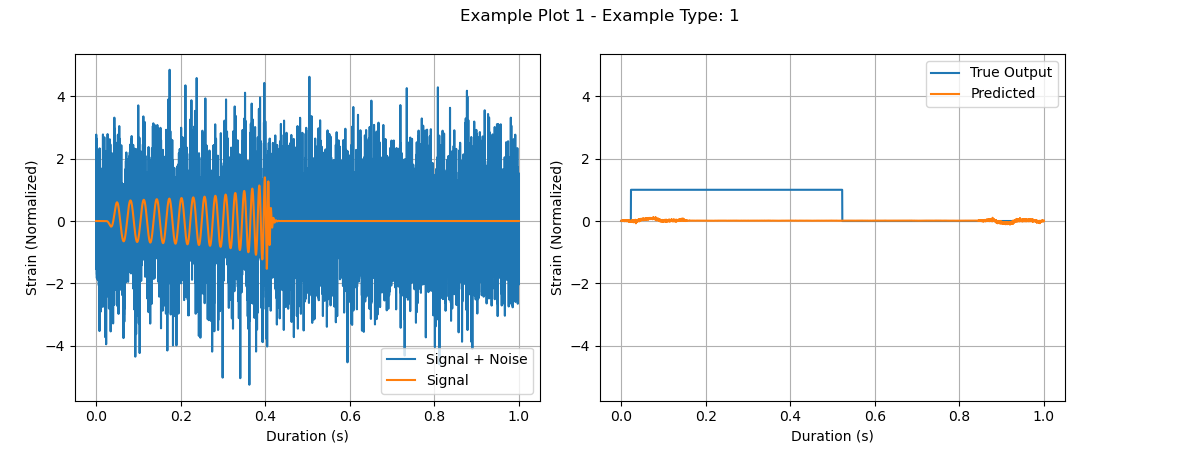 Example Plot 1 - Example Type: 1
Strain (Normalized)
4
2
0
−2
−4
0.0 0.2 0.4 0.6 0.8 1.0
Duration (s)
Signal + Noise
Signal
Strain (Normalized)
4
2
0
−2
−4
0.0 0.2 0.4 0.6 0.8 1.0
Duration (s)
True Output
Predicted